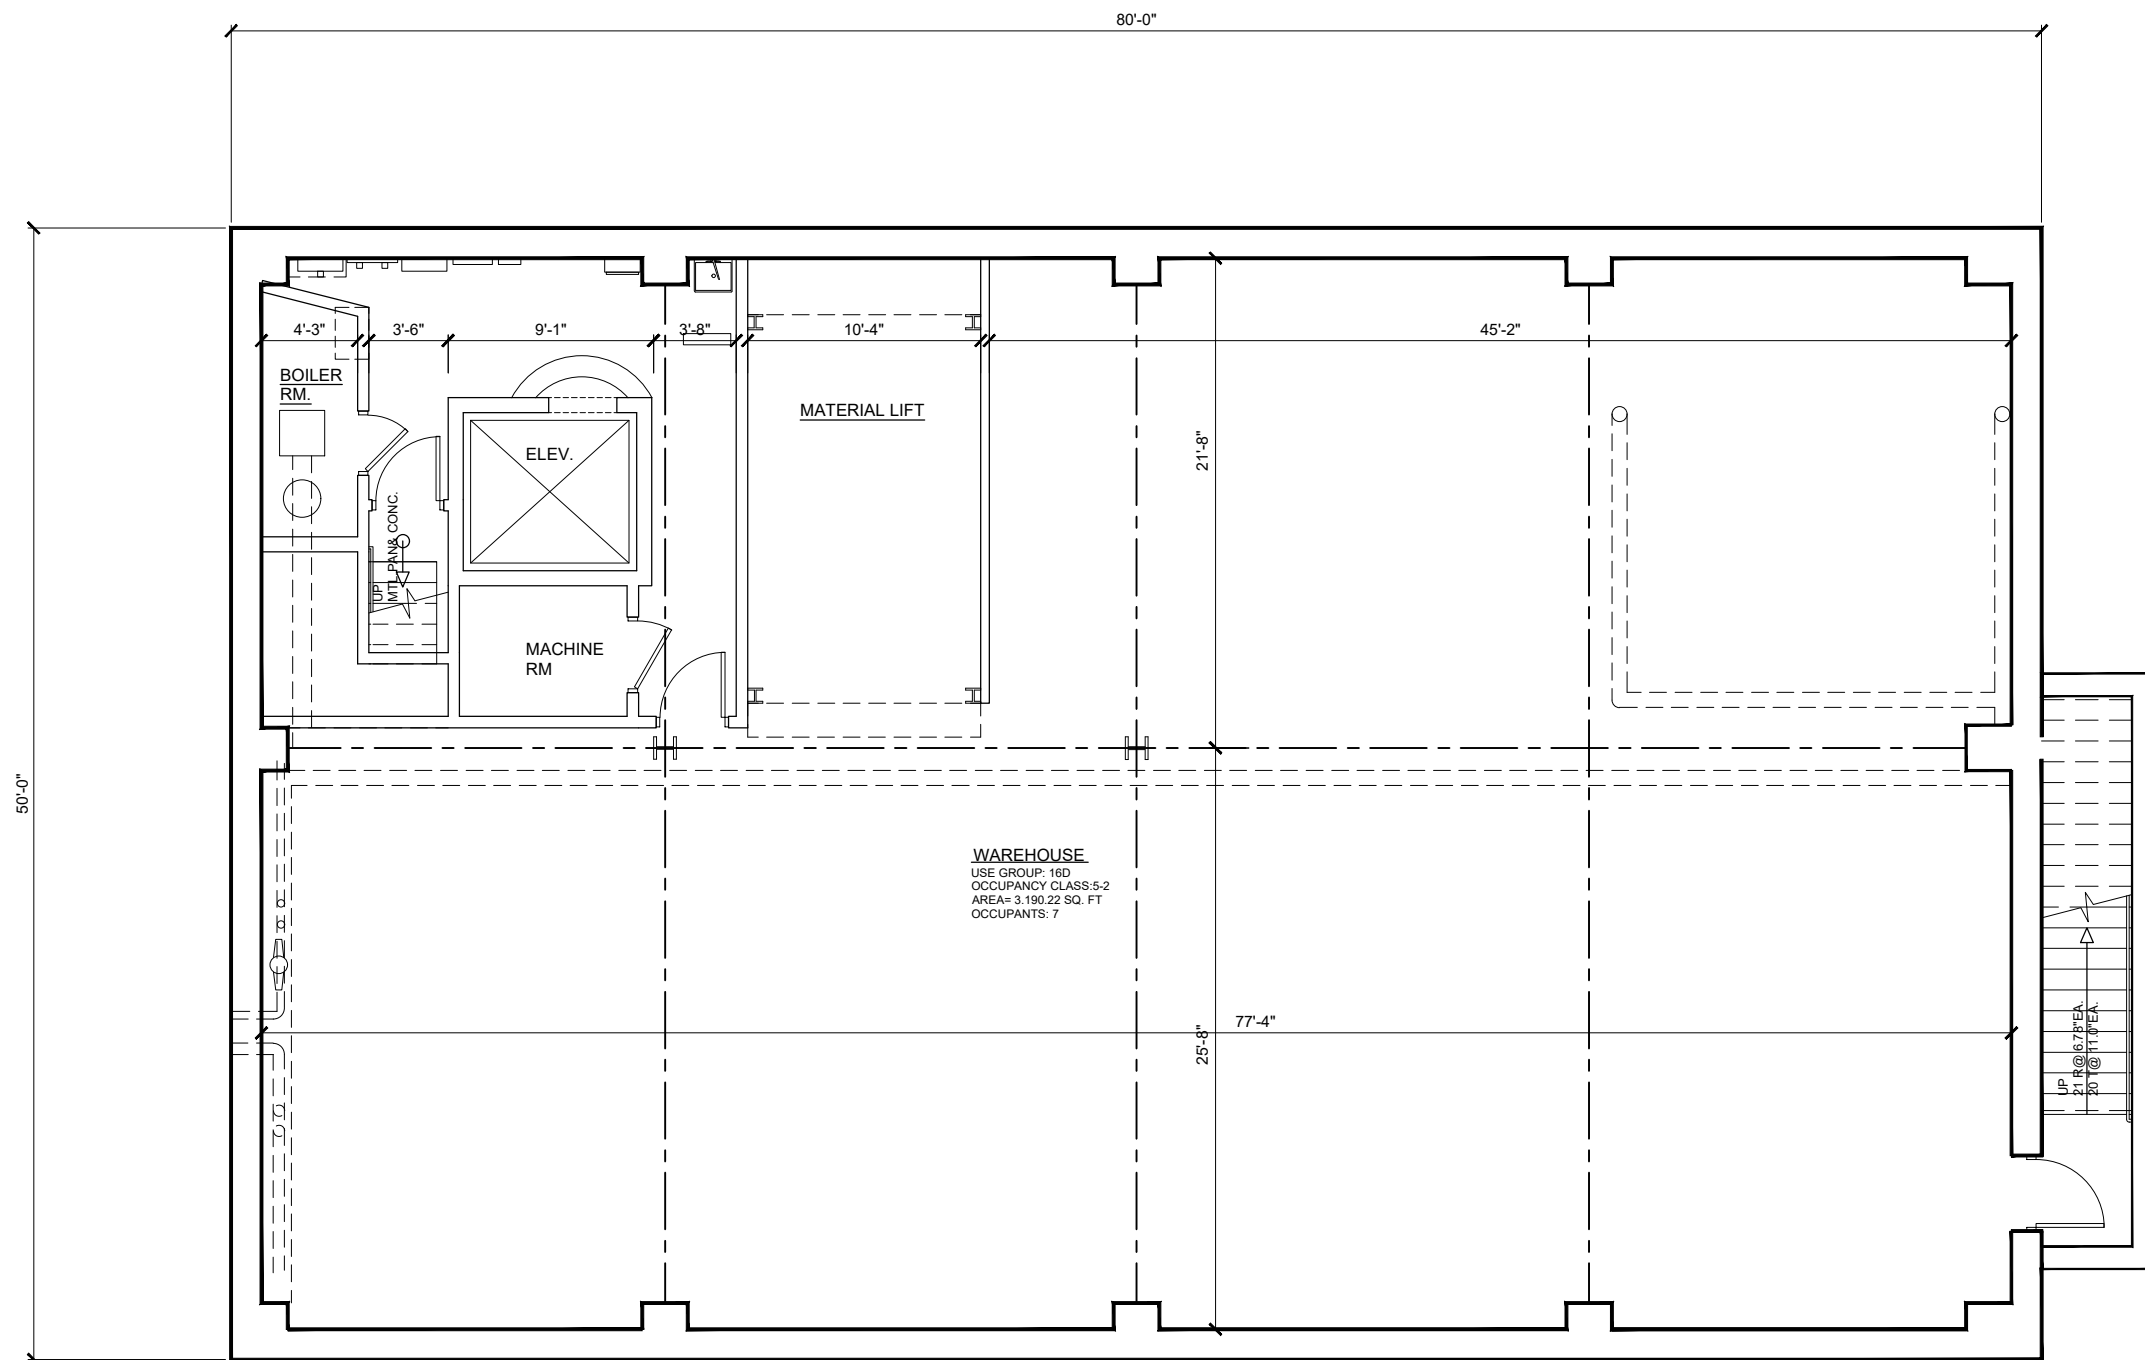 80'-0"
4'-3"
3'-6"
9'-1"
3'-8"
10'-4"
45'-2"
BOILER
RM.
MATERIAL LIFT
21'-8"
ELEV.
UP
MTL PAN& CONC.
MACHINE
RM
50'-0"
WAREHOUSE
USE GROUP: 16D
OCCUPANCY CLASS:5-2
AREA= 3.190.22 SQ. FT
OCCUPANTS: 7
77'-4"
25'-8"
UP
21 R@ 6.78"EA.
20 T@ 11.0"EA.